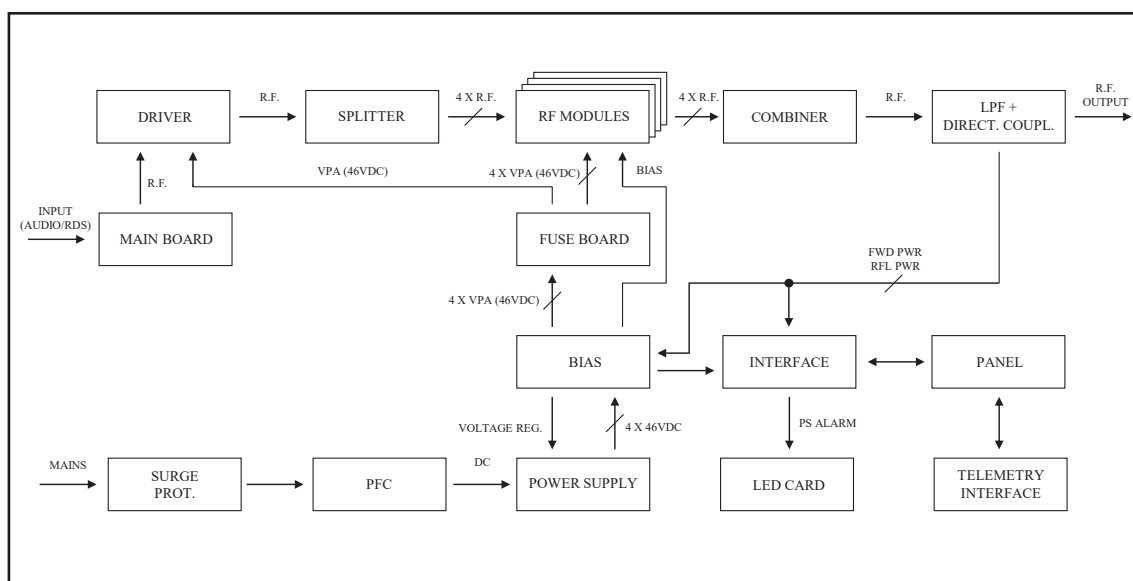 R.F.
4 X R.F.
4 X R.F.
R.F.
R.F.
OUTPUT
DRIVER
SPLITTER
RF MODULES
COMBINER
LPF +
DIRECT. COUPL.
VPA (46VDC)
4 X VPA (46VDC)
BIAS
R.F.
INPUT
(AUDIO/RDS)
MAIN BOARD
FUSE BOARD
FWD PWR
RFL PWR
4 X VPA (46VDC)
BIAS
INTERFACE
PANEL
VOLTAGE REG.
4 X 46VDC
PS ALARM
MAINS
DC
SURGE
PROT.
PFC
POWER SUPPLY
LED CARD
TELEMETRY
INTERFACE